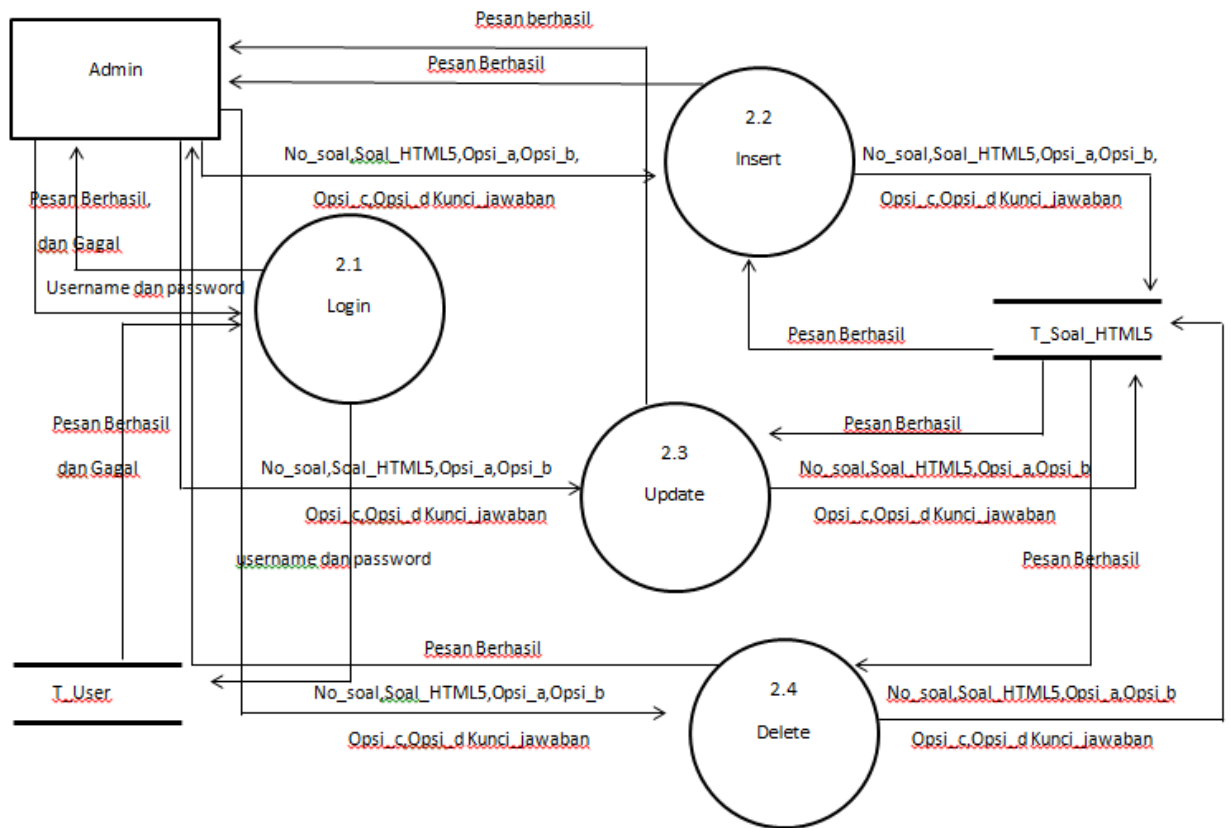 Pesan berhasil
Admin
Pesan Berhasil
2.2
Insert
No_soal,Soal_HTML5,Opsi_a,Opsi_b,
Opsi_c,Opsi_d Kunci_jawaban
No_soal,Soal_HTML5,Opsi_a,Opsi_b,
Opsi_c,Opsi_d Kunci_jawaban
Pesan Berhasil,
dan Gagal
2.1
Login
Username dan password
Pesan Berhasil
T_Soal_HTML5
Pesan Berhasil
dan Gagal
Pesan Berhasil
2.3
Update
No_soal,Soal_HTML5,Opsi_a,Opsi_b
Opsi_c,Opsi_d Kunci_jawaban
No_soal,Soal_HTML5,Opsi_a,Opsi_b
Opsi_c,Opsi_d Kunci_jawaban
username dan password
Pesan Berhasil
Pesan Berhasil
T_User
2.4
Delete
No_soal,Soal_HTML5,Opsi_a,Opsi_b
Opsi_c,Opsi_d Kunci_jawaban
No_soal,Soal_HTML5,Opsi_a,Opsi_b
Opsi_c,Opsi_d Kunci_jawaban